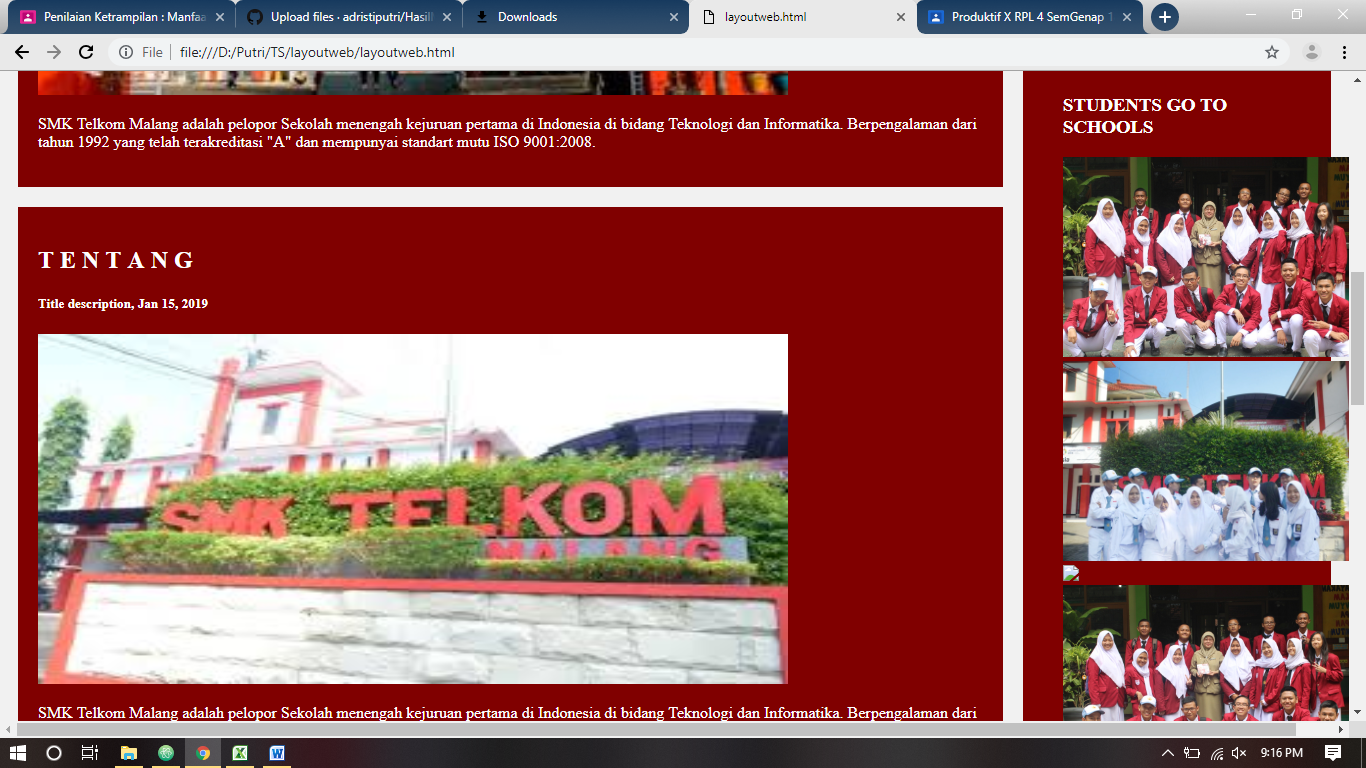 Penilaian Ketrampilan : Manfaa
Upload files · adristiputri/Hasil
Downloads
layoutweb.html
Produktif X RPL 4 SemGenap
File
file:///D:/Putri/TS/layoutweb/layoutweb.html
SMK Telkom Malang adalah pelopor Sekolah menengah kejuruan pertama di Indonesia di bidang Teknologi dan Informatika. Berpengalaman dari
tahun 1992 yang telah terakreditasi "A" dan mempunyai standart mutu ISO 9001:2008.
T E N T A N G
Title description, Jan 15, 2019
SMK TELKOM
MALANG
SMK Telkom Malang adalah pelopor Sekolah menengah kejuruan pertama di Indonesia di bidang Teknologi dan Informatika. Berpengalaman dari
STUDENTS GO TO
SCHOOLS
9:16 PM